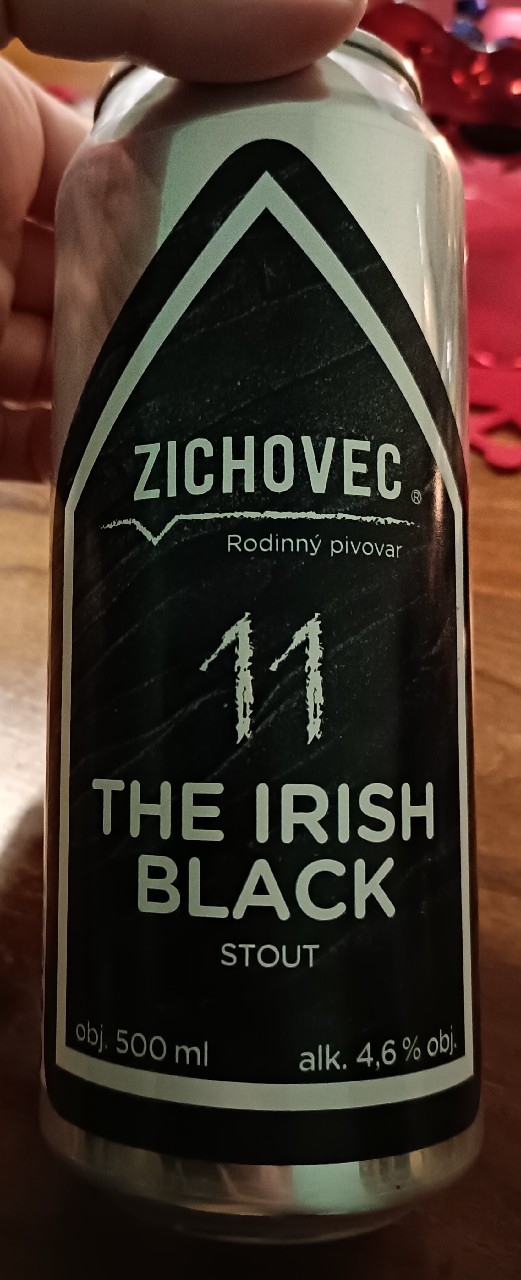 ZICHOVEC®
Rodinný pivovar
11
THE IRISH
BLACK
STOUT
obj. 500 ml alk. 4,6 % obj.